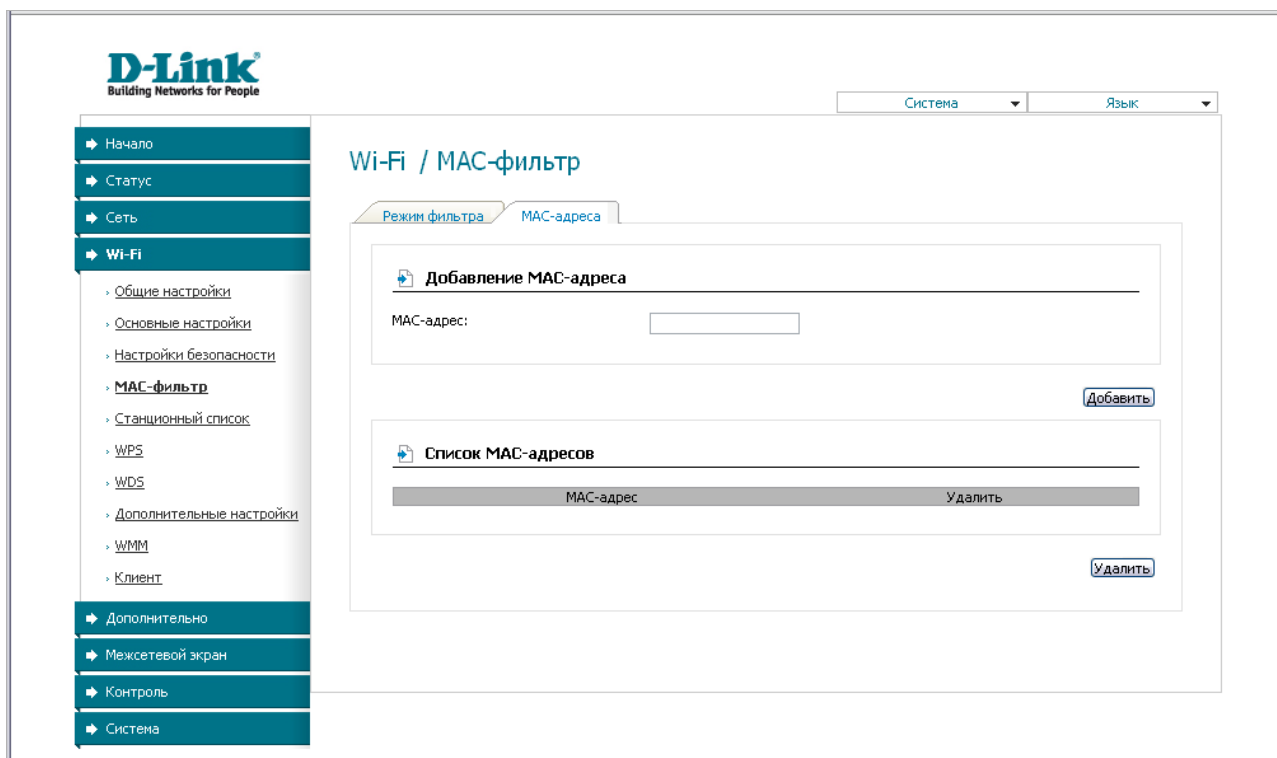 D-Link
Building Networks for People
Система
Язык
Начало
Статус
Сеть
Wi-Fi
Общие настройки
Основные настройки
Настройки безопасности
MAC-фильтр
Станционный список
WPS
WDS
Дополнительные настройки
WMM
Клиент
Дополнительно
Межсетевой экран
Контроль
Система
Wi-Fi / MAC-фильтр
Режим фильтра
MAC-адреса
Добавление MAC-адреса
MAC-адрес:
Добавить
Список MAC-адресов
MAC-адрес Удалить
Удалить